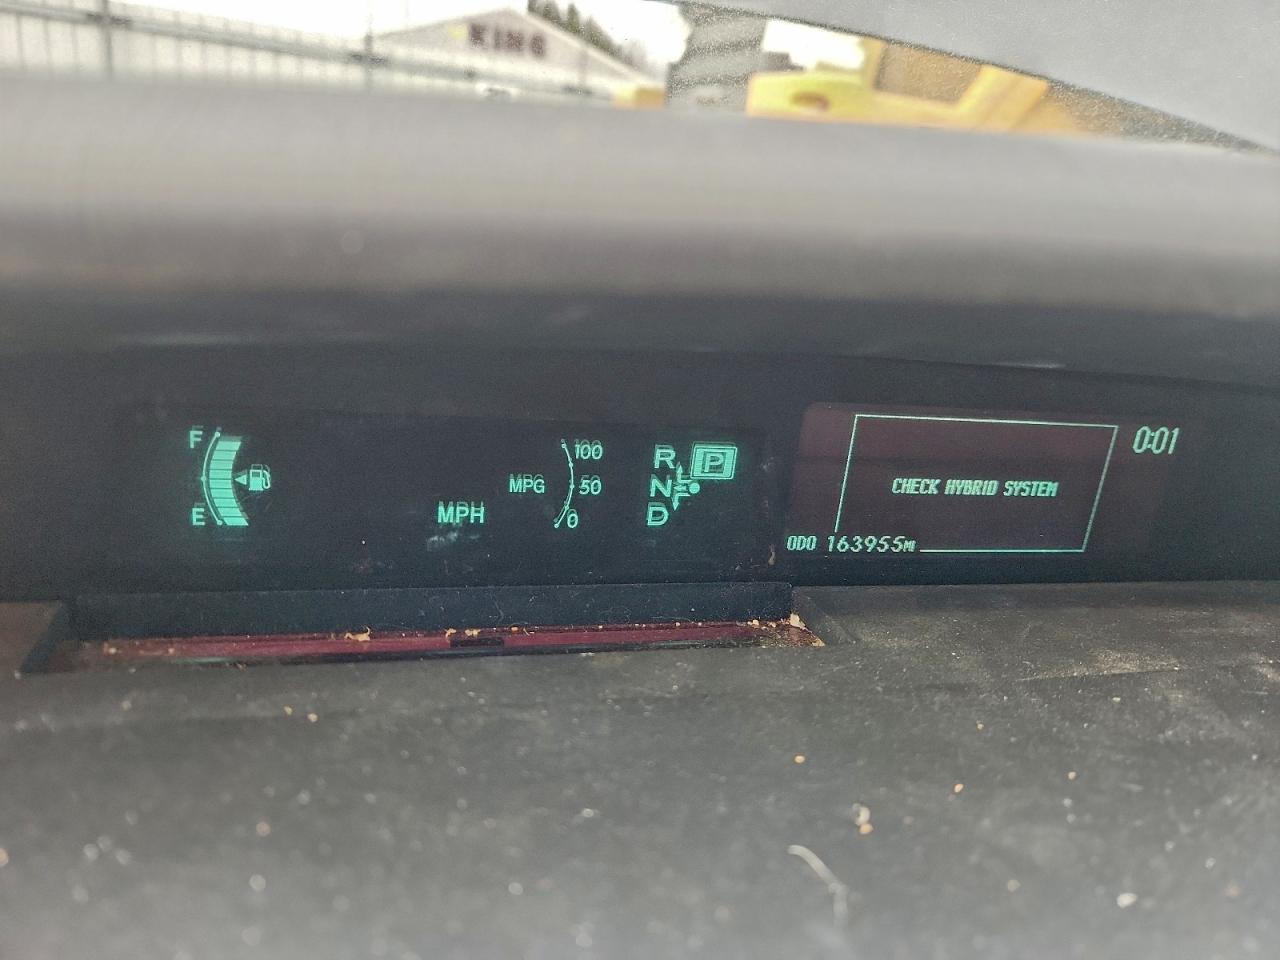 KING
F
E
MPH
MPG
100
50
0
R
N
D
P
CHECK HYBRID SYSTEM
0:01
ODO 163955MI